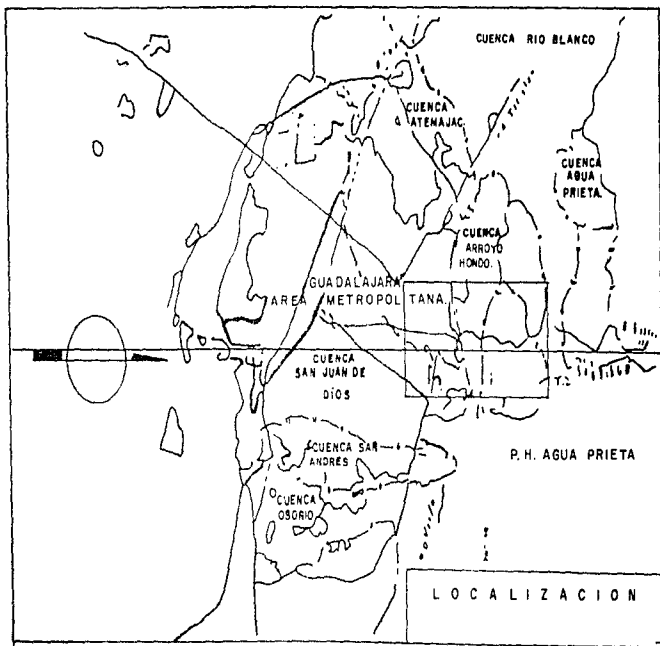 CUENCA RIO BLANCO
CUENCA
ATEMAJAC
CUENCA
AGUA
PRIETA.
CUENCA
ARROYO
HONDO.
GUADALAJARA
AREA METROPOLITANA.
CUENCA
SAN JUAN DE
DIOS
CUENCA SAN
ANDRES
CUENCA
OSORIO
P.H. AGUA PRIETA
LOCALIZACION